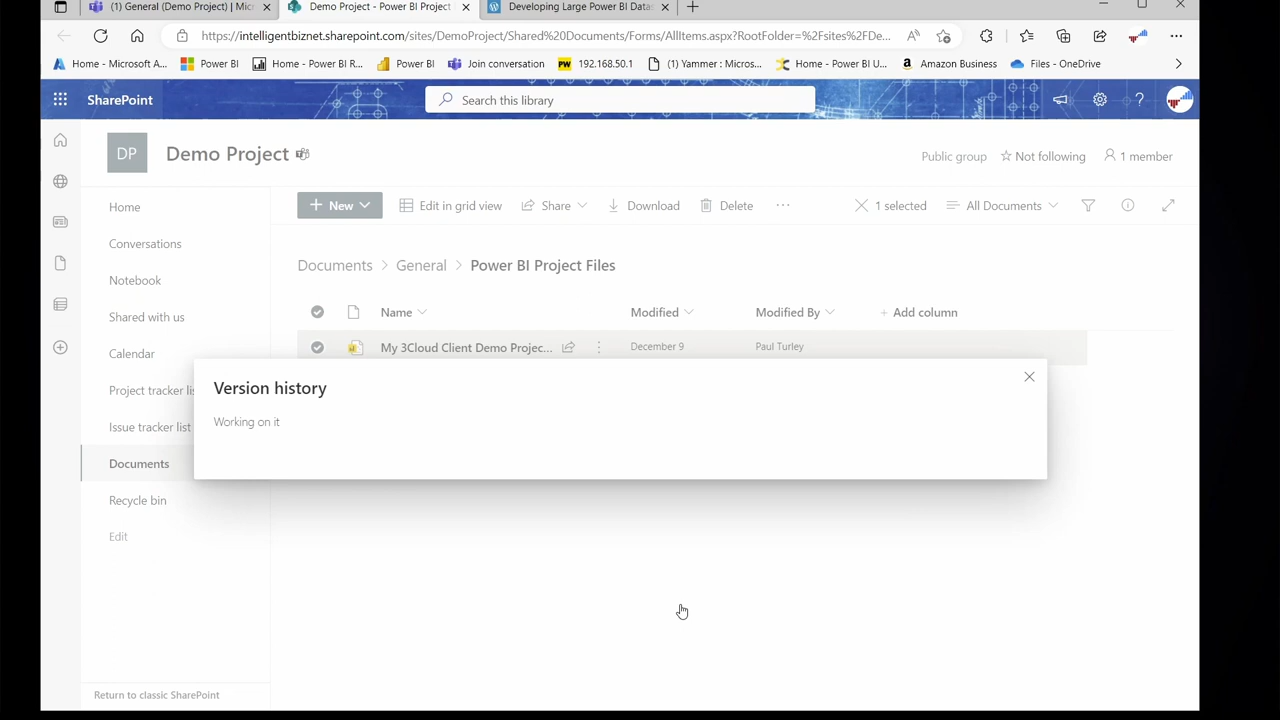 (1) General (Demo Project) | Micr
Demo Project - Power BI Project
Developing Large Power BI Datas
https://intelligentbiznet.sharepoint.com/sites/DemoProject/Shared%20Documents/Forms/AllItems.aspx?RootFolder=%2Fsites%2FDe...
Home - Microsoft A...
Power BI
Home - Power BI R...
Power BI
Join conversation
PW 192.168.50.1
(1) Yammer : Micros...
Home - Power BI U...
Amazon Business
Files - OneDrive
SharePoint
Search this library
DP
Demo Project
Public group
Not following
1 member
Home
Conversations
Notebook
Shared with us
Calendar
Project tracker lis
Issue tracker list
Documents
Recycle bin
Edit
Return to classic SharePoint
New
Edit in grid view
Share
Download
Delete
1 selected
All Documents
Documents > General > Power BI Project Files
Name
Modified
Modified By
+ Add column
My 3Cloud Client Demo Projec...
December 9
Paul Turley
Version history
Working on it